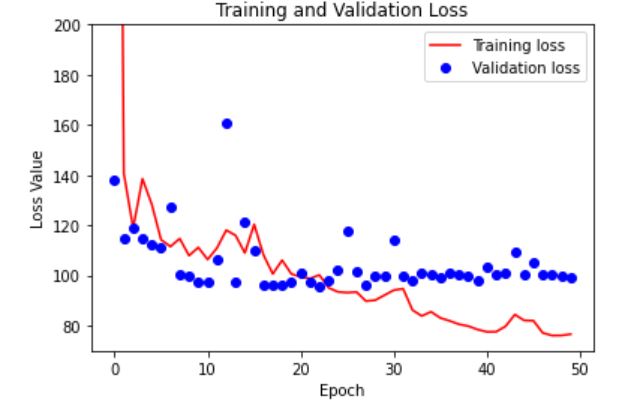 Training and Validation Loss
Training loss
Validation loss
Loss Value
200
180
160
140
120
100
80
0 10 20 30 40 50
Epoch